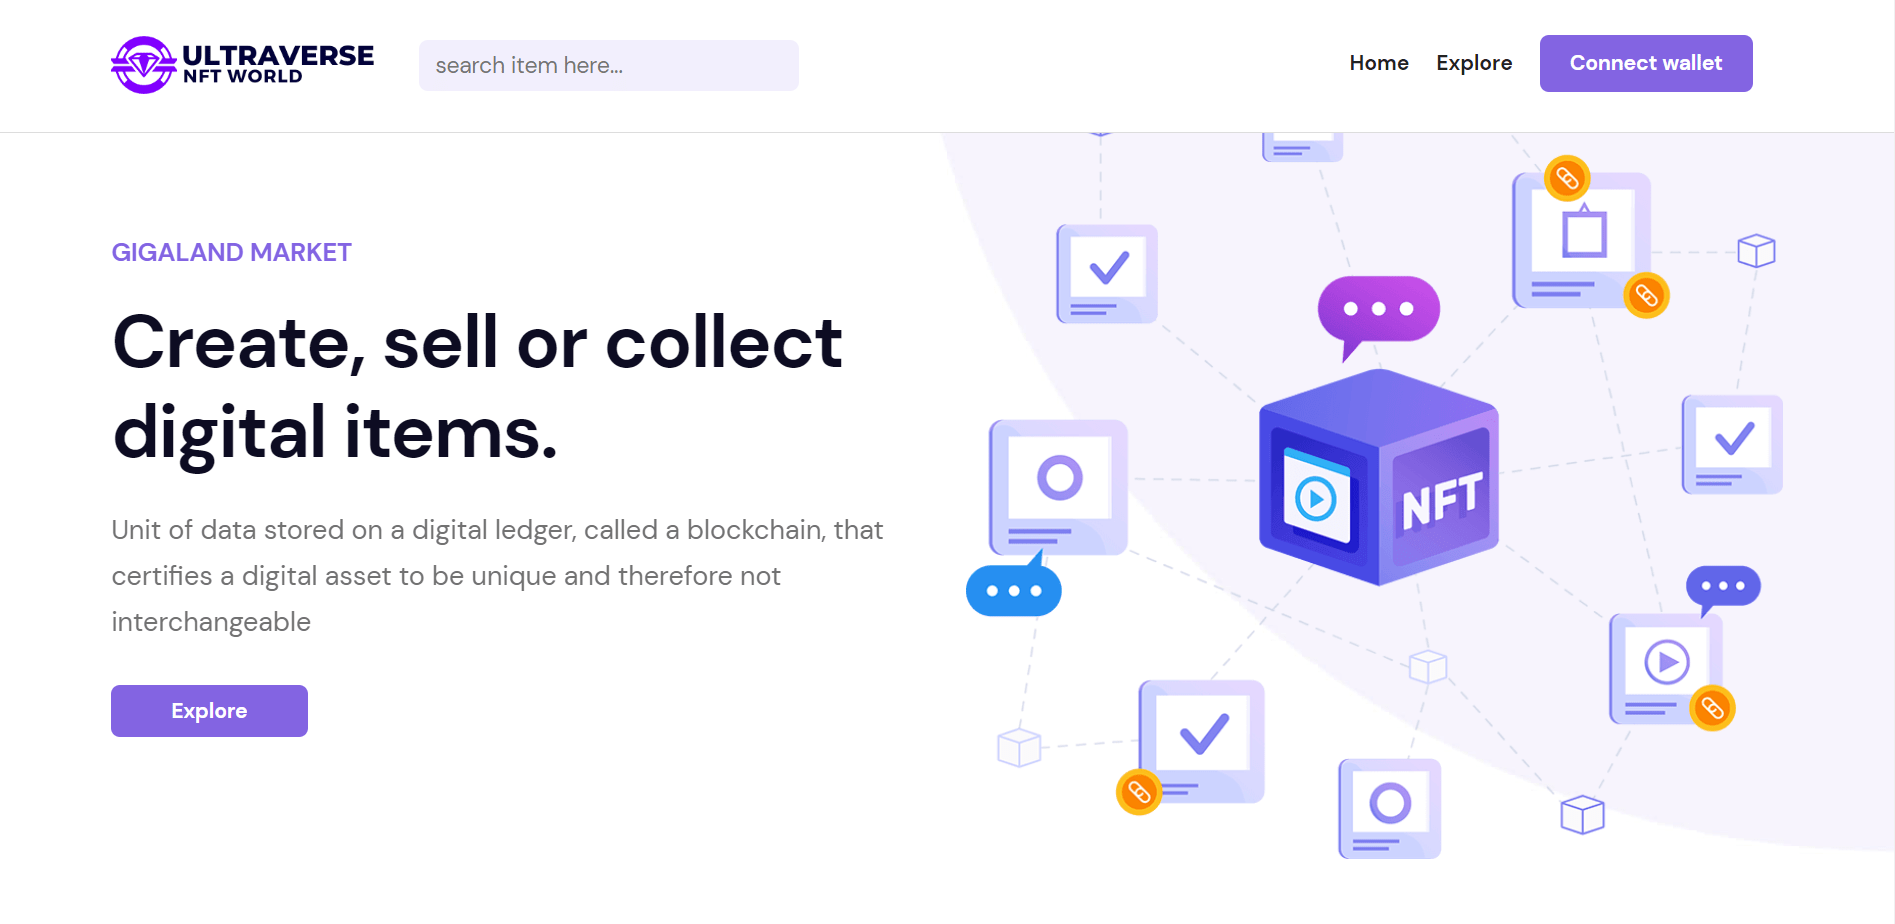 ULTRAVERSE
NFT WORLD
search item here...
Home
Explore
Connect wallet
GIGALAND MARKET
Create, sell or collect
digital items.
Unit of data stored on a digital ledger, called a blockchain, that
certifies a digital asset to be unique and therefore not
interchangeable
Explore
NFT